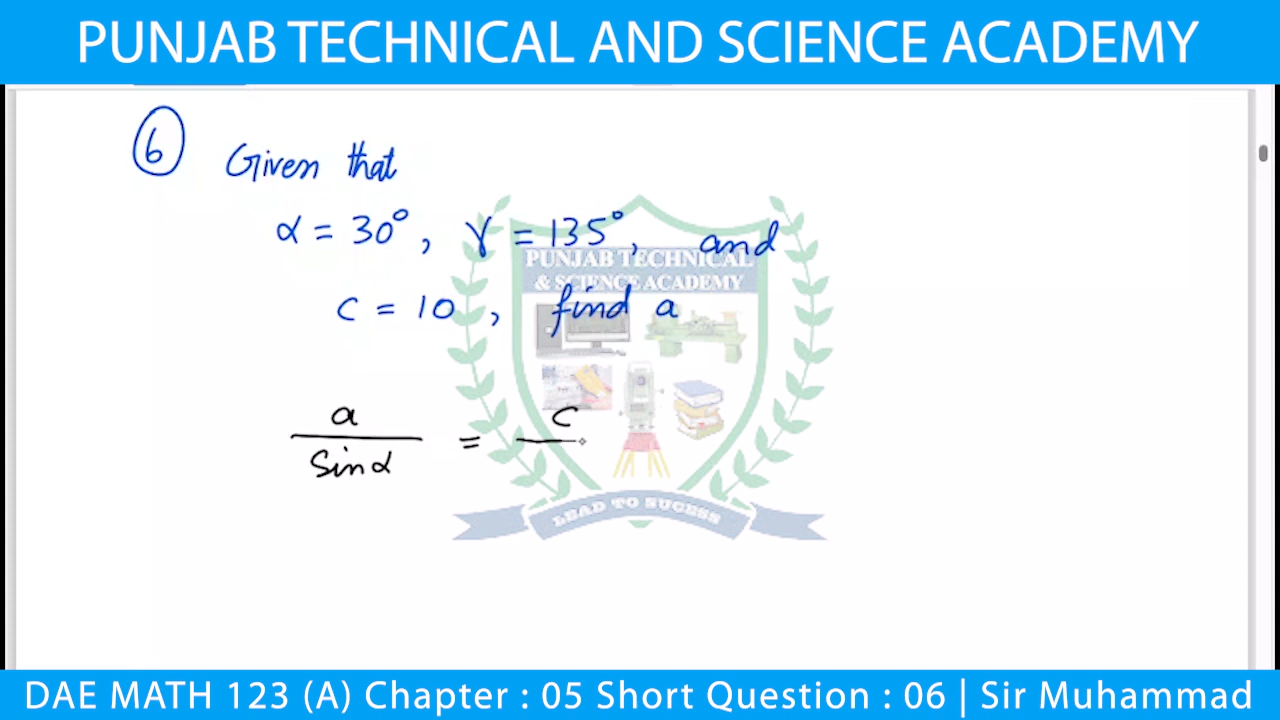 PUNJAB TECHNICAL AND SCIENCE ACADEMY
6 Given that
α = 30°, γ = 135°, and
c = 10, find a
PUNJAB TECHNICAL
& SCIENCE ACADEMY
a / Sinα = c
LEAD TO SUCESS
DAE MATH 123 (A) Chapter : 05 Short Question : 06 | Sir Muhammad